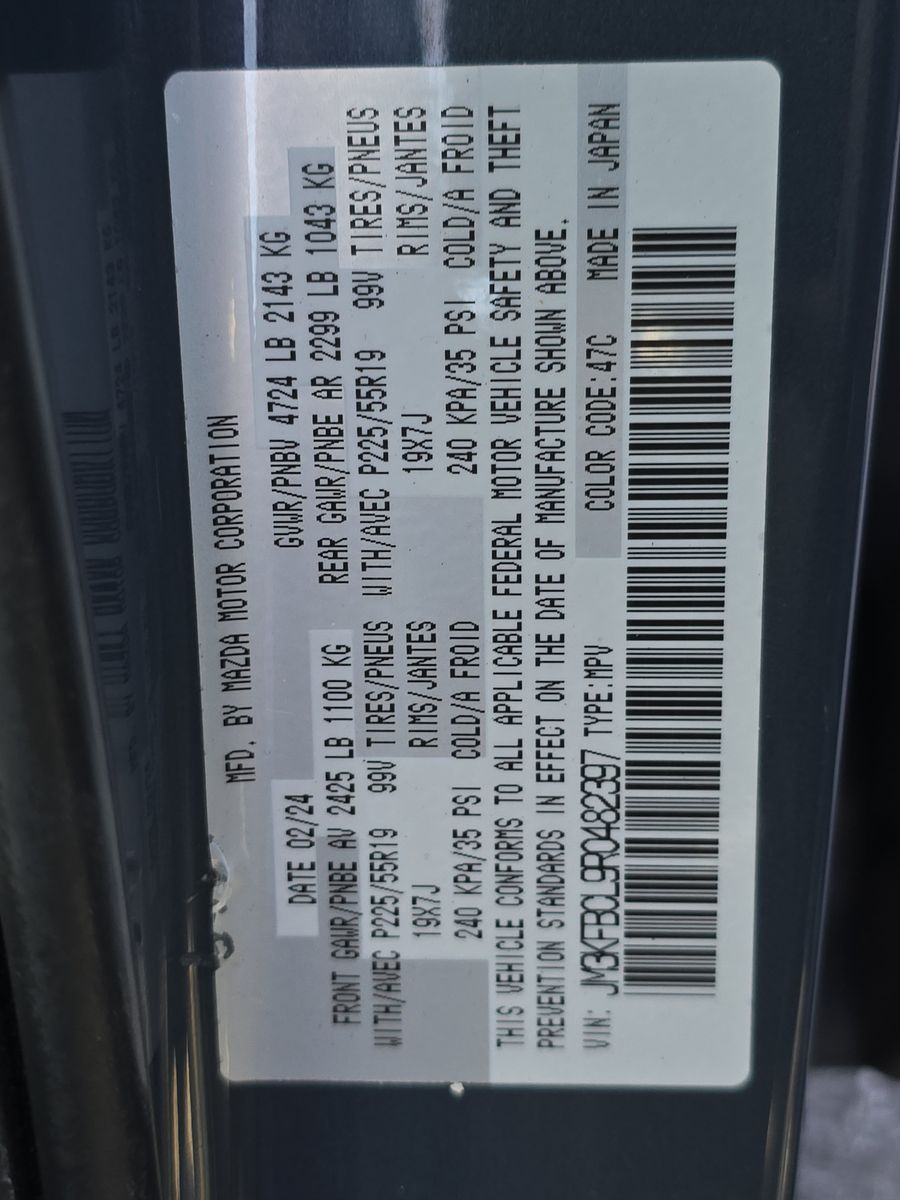 MFD. BY MAZDA MOTOR CORPORATION
DATE 02/24 GVWR/PNBV 4724 LB 2143 KG
FRONT GAWR/PNBE AV 2425 LB 1100 KG REAR GAWR/PNBE AR 2299 LB 1043 KG
WITH/AVEC P225/55R19 99V TIRES/PNEUS WITH/AVEC P225/55R19 99V TIRES/PNEUS
19X7J RIMS/JANTES 19X7J RIMS/JANTES
240 KPA/35 PSI COLD/A FROID 240 KPA/35 PSI COLD/A FROID
THIS VEHICLE CONFORMS TO ALL APPLICABLE FEDERAL MOTOR VEHICLE SAFETY AND THEFT
PREVENTION STANDARDS IN EFFECT ON THE DATE OF MANUFACTURE SHOWN ABOVE.
VIN: JM3KFBCL9R0482397 TYPE:MPV COLOR CODE:47C MADE IN JAPAN